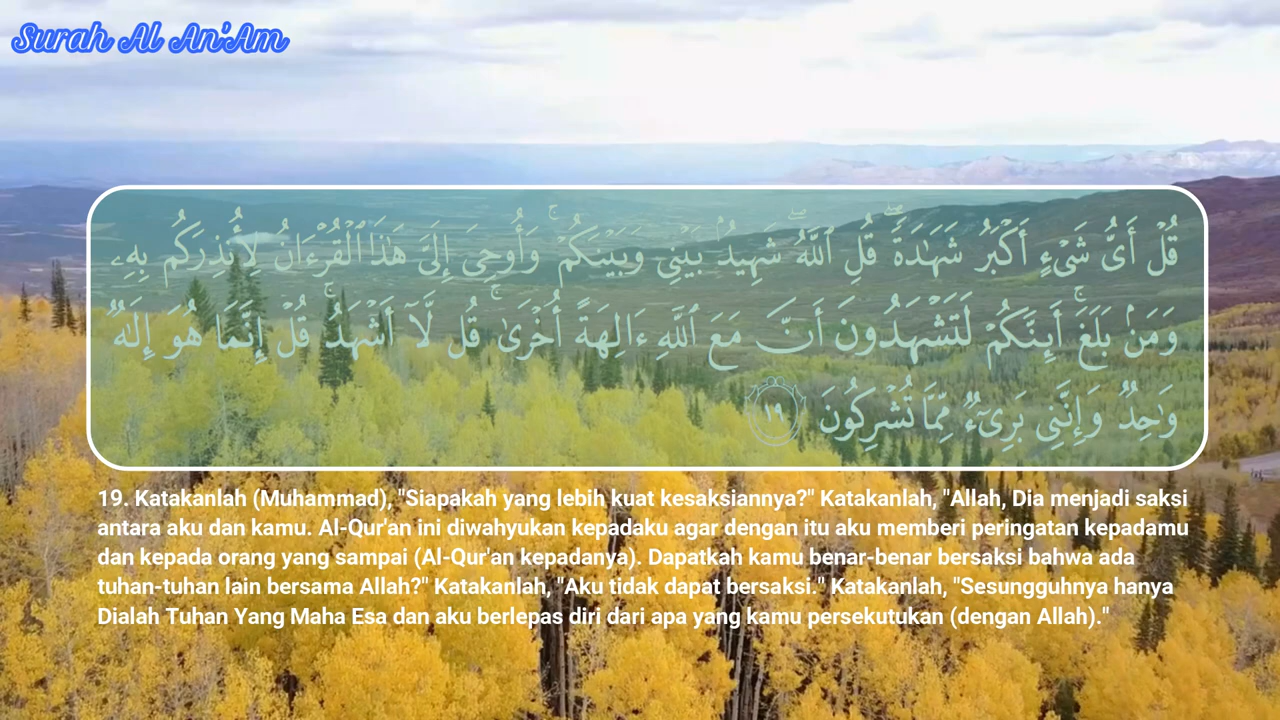 Surah Al An'Am
قُلْ أَىُّ شَىْءٍ أَكْبَرُ شَهَٰدَةً ۖ قُلِ ٱللَّهُ ۖ شَهِيدٌۢ بَيْنِى وَبَيْنَكُمْ ۚ وَأُوحِىَ إِلَىَّ هَٰذَا ٱلْقُرْءَانُ لِأُنذِرَكُم بِهِۦ
وَمَنۢ بَلَغَ ۚ أَئِنَّكُمْ لَتَشْهَدُونَ أَنَّ مَعَ ٱللَّهِ ءَالِهَةً أُخْرَىٰ ۚ قُل لَّآ أَشْهَدُ ۚ قُلْ إِنَّمَا هُوَ إِلَٰهٌ
وَٰحِدٌ وَإِنَّنِى بَرِىٓءٌ مِّمَّا تُشْرِكُونَ ١٩
19. Katakanlah (Muhammad), "Siapakah yang lebih kuat kesaksiannya?" Katakanlah, "Allah, Dia menjadi saksi
antara aku dan kamu. Al-Qur'an ini diwahyukan kepadaku agar dengan itu aku memberi peringatan kepadamu
dan kepada orang yang sampai (Al-Qur'an kepadanya). Dapatkah kamu benar-benar bersaksi bahwa ada
tuhan-tuhan lain bersama Allah?" Katakanlah, "Aku tidak dapat bersaksi." Katakanlah, "Sesungguhnya hanya
Dialah Tuhan Yang Maha Esa dan aku berlepas diri dari apa yang kamu persekutukan (dengan Allah)."